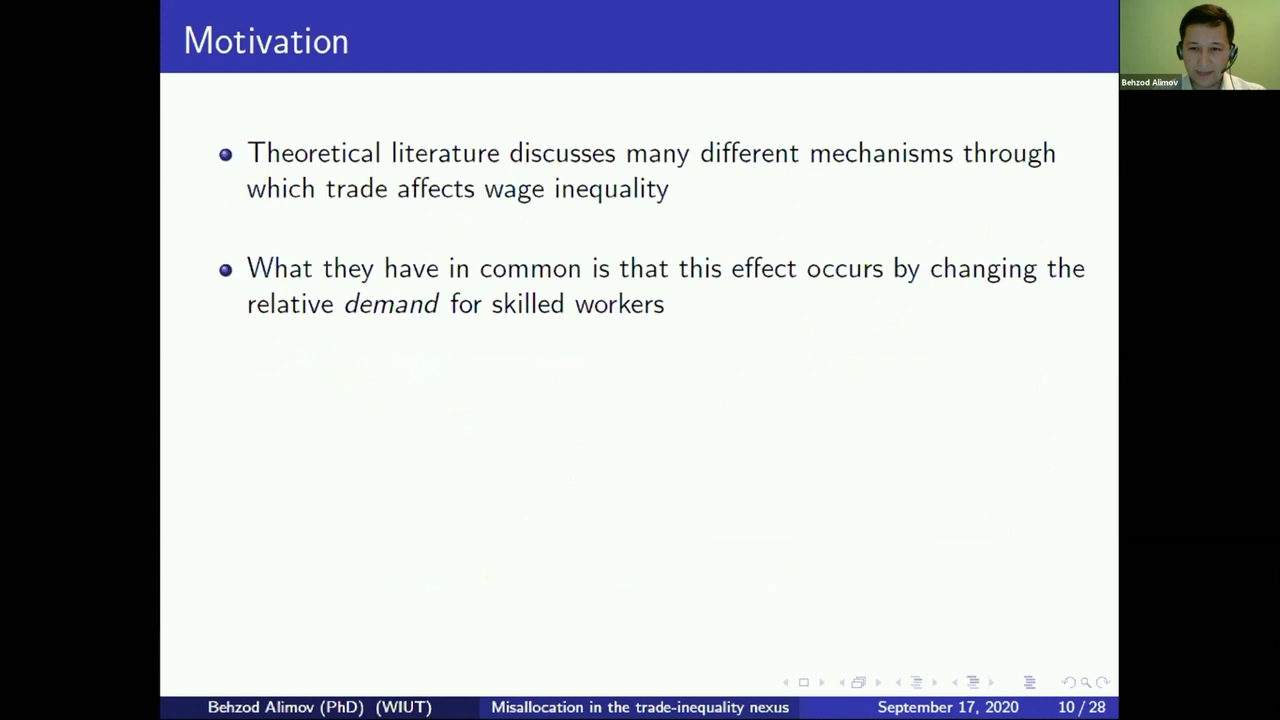 Motivation
Behzod Alimov
Theoretical literature discusses many different mechanisms through
which trade affects wage inequality
What they have in common is that this effect occurs by changing the
relative demand for skilled workers
Behzod Alimov (PhD) (WIUT) Misallocation in the trade-inequality nexus September 17, 2020 10 / 28